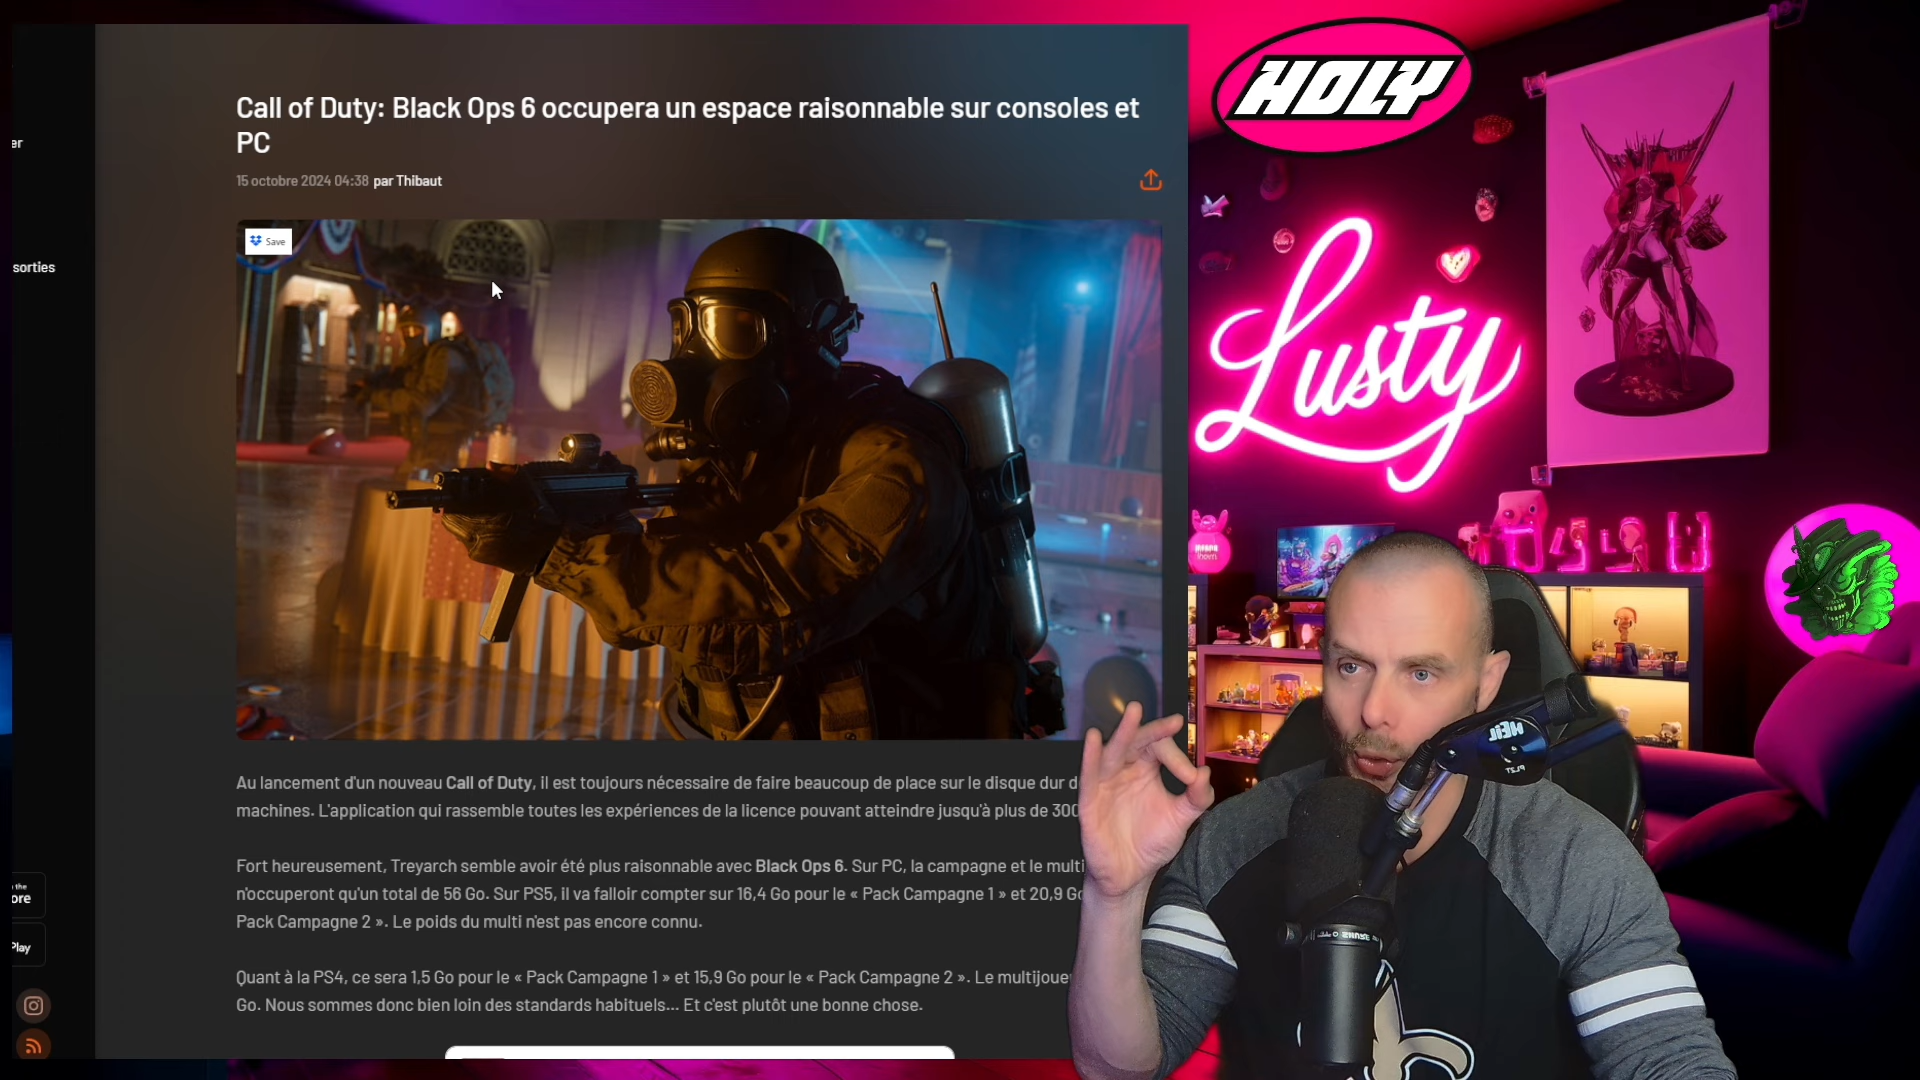 HOLY
Call of Duty: Black Ops 6 occupera un espace raisonnable sur consoles et
PC
er
15 octobre 2024 04:38 par Thibaut
Save
sorties
Lusty
Au lancement d'un nouveau Call of Duty, il est toujours nécessaire de faire beaucoup de place sur le disque dur
machines. L'application qui rassemble toutes les expériences de la licence pouvant atteindre jusqu'à plus de 300
Fort heureusement, Treyarch semble avoir été plus raisonnable avec Black Ops 6. Sur PC, la campagne et le multi
n'occuperont qu'un total de 56 Go. Sur PS5, il va falloir compter sur 16,4 Go pour le « Pack Campagne 1 » et 20,9 Go
Pack Campagne 2 ». Le poids du multi n'est pas encore connu.
the
ore
Play
Quant à la PS4, ce sera 1,5 Go pour le « Pack Campagne 1 » et 15,9 Go pour le « Pack Campagne 2 ». Le multijoue
Go. Nous sommes donc bien loin des standards habituels... Et c'est plutôt une bonne chose.
HEIL
PL2T
SHURE